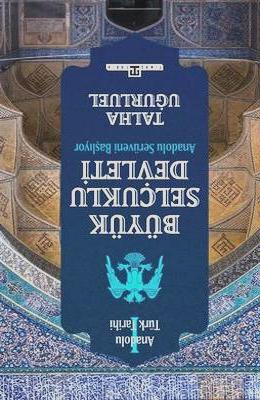 Anadolu
Türk Tarihi
I
BÜYÜK
SELÇUKLU
DEVLETİ
Anadolu Serüveni Başlıyor
TALHA
UĞURLUEL